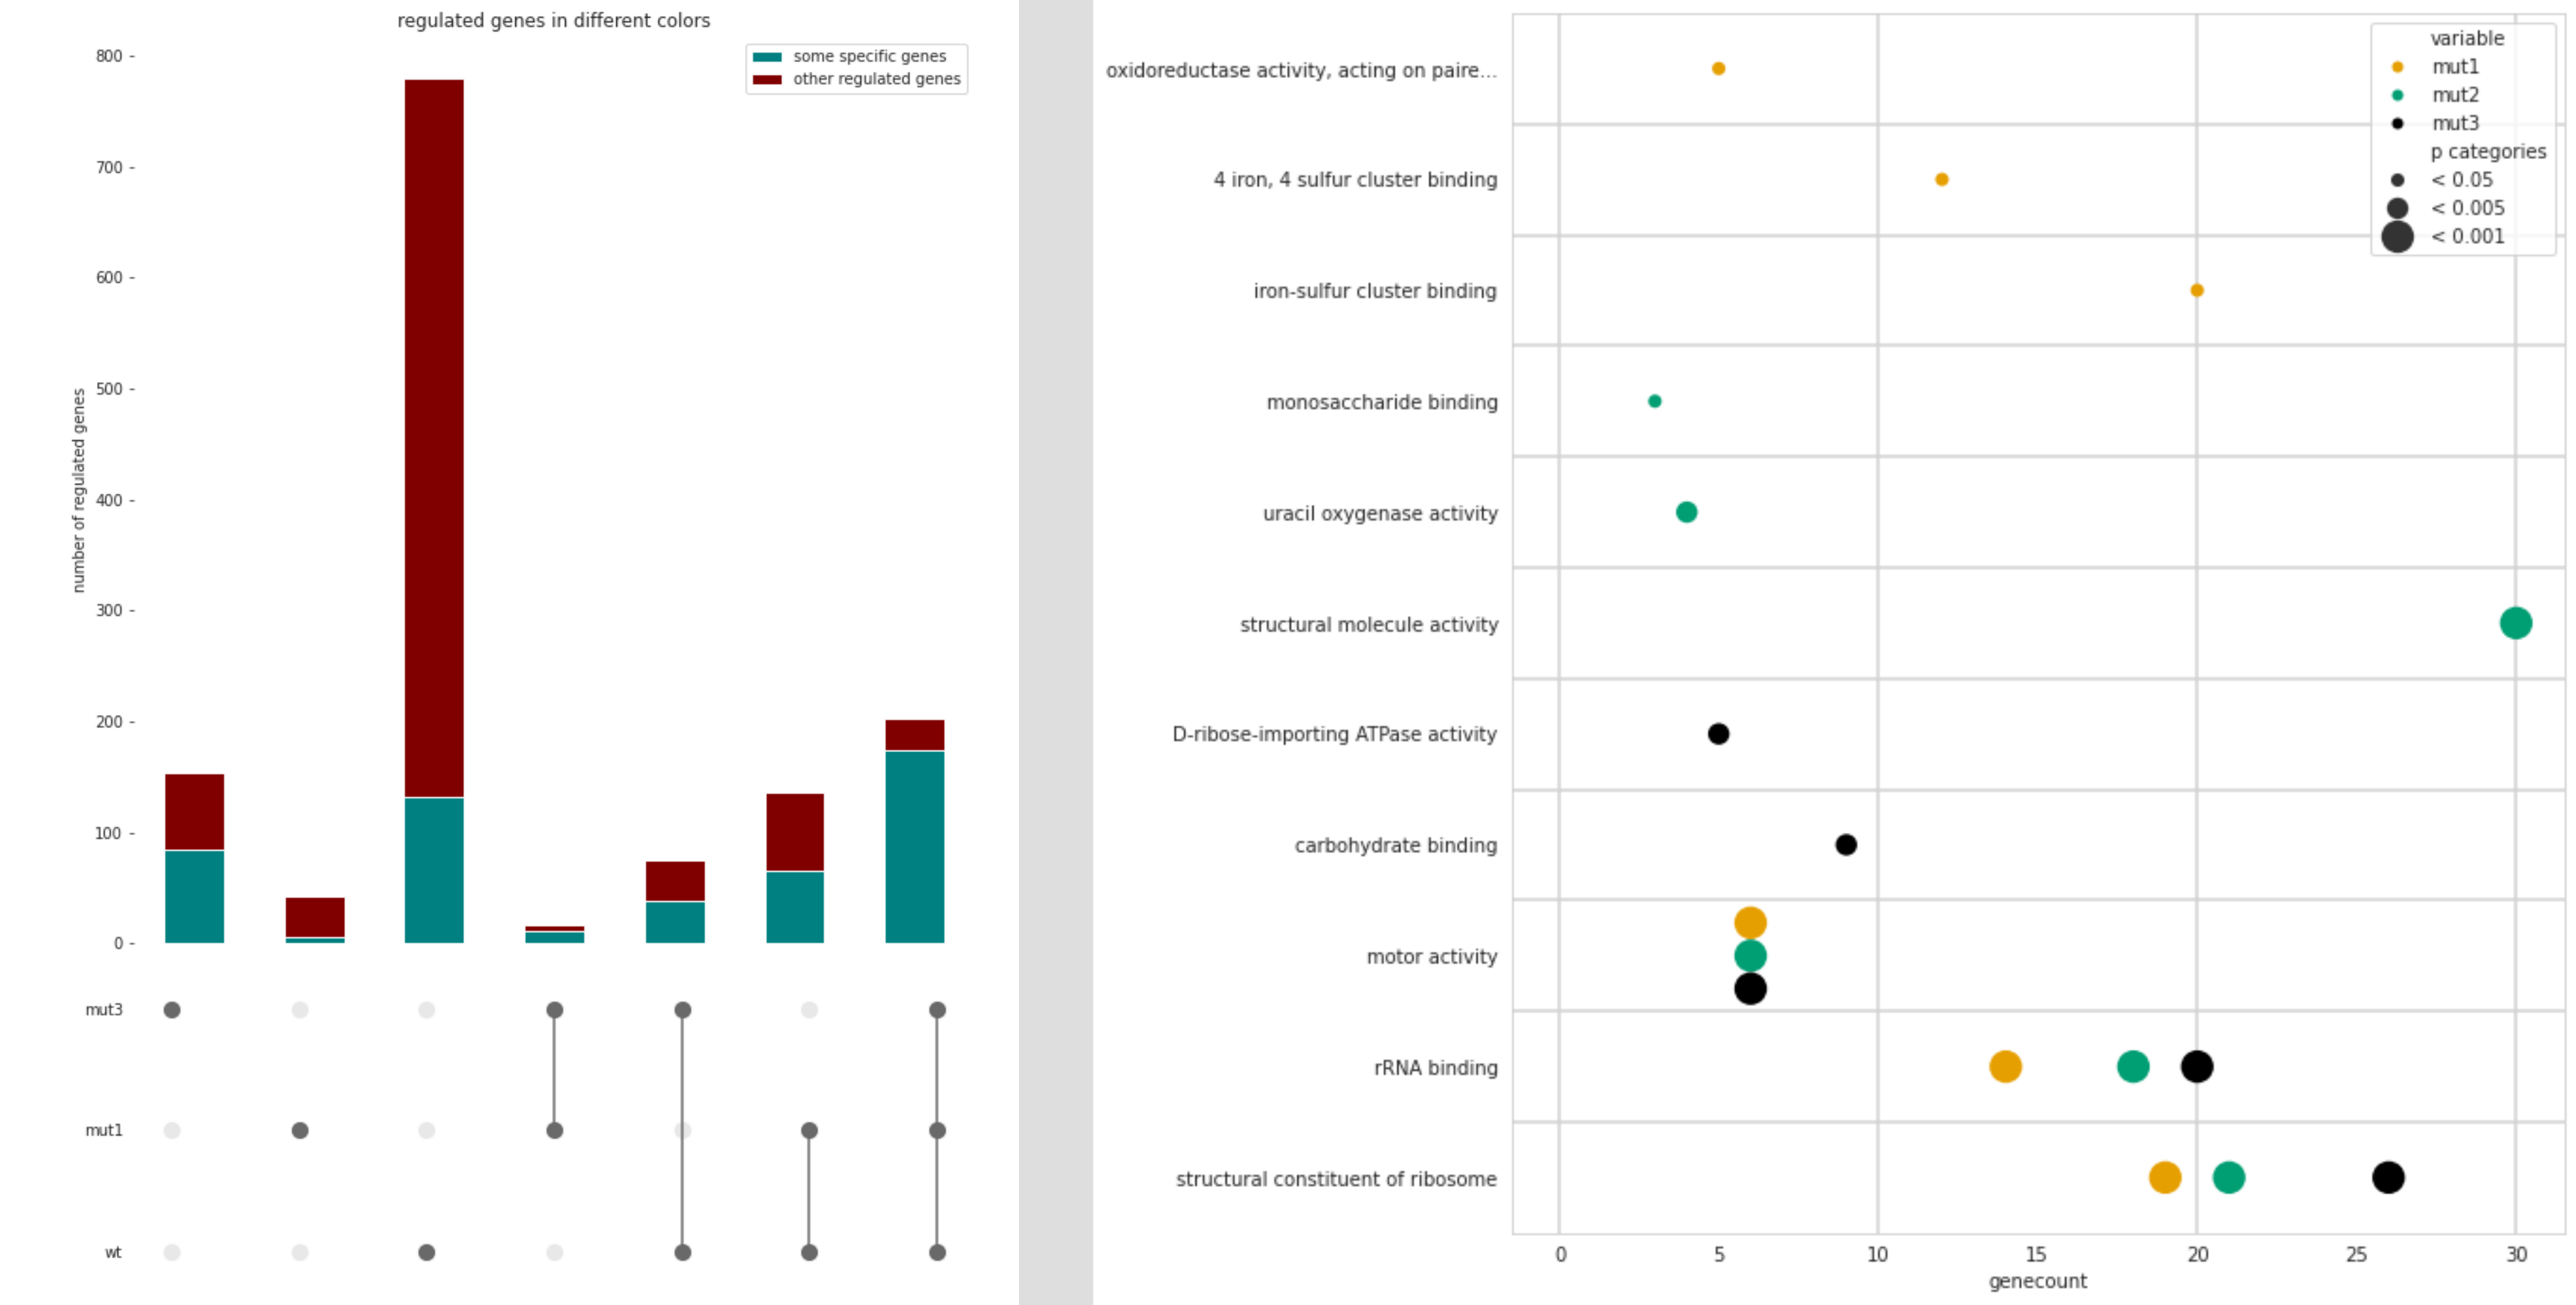 regulated genes in different colors
some specific genes
other regulated genes
800
700
600
500
400
300
200
100
0
number of regulated genes
mut3
mut1
wt
variable
mut1
mut2
mut3
p categories
< 0.05
< 0.005
< 0.001
oxidoreductase activity, acting on paire...
4 iron, 4 sulfur cluster binding
iron-sulfur cluster binding
monosaccharide binding
uracil oxygenase activity
structural molecule activity
D-ribose-importing ATPase activity
carbohydrate binding
motor activity
rRNA binding
structural constituent of ribosome
0 5 10 15 20 25 30
genecount